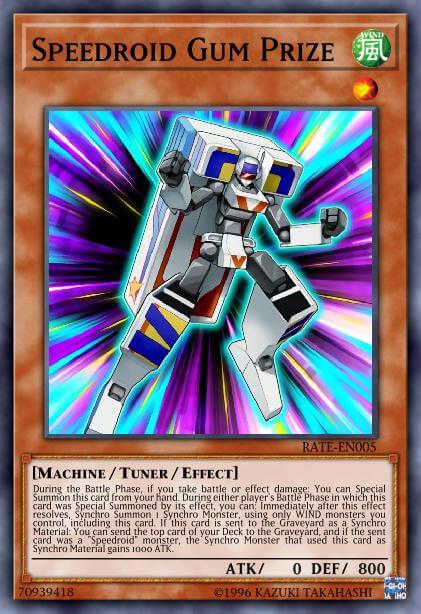 Speedroid Gum Prize
WIND
風
RATE-EN005
[Machine / Tuner / Effect]
During the Battle Phase, if you take battle or effect damage: You can Special
Summon this card from your hand. During either player's Battle Phase in which this
card was Special Summoned by its effect, you can: Immediately after this effect
resolves, Synchro Summon 1 Synchro Monster, using only WIND monsters you
control, including this card. If this card is sent to the Graveyard as a Synchro
Material: You can send the top card of your Deck to the Graveyard, and if the sent
card was a "Speedroid" monster, the Synchro Monster that used this card as
Synchro Material gains 1000 ATK.
ATK/ 0 DEF/ 800
70939418
©1996 KAZUKI TAKAHASHI